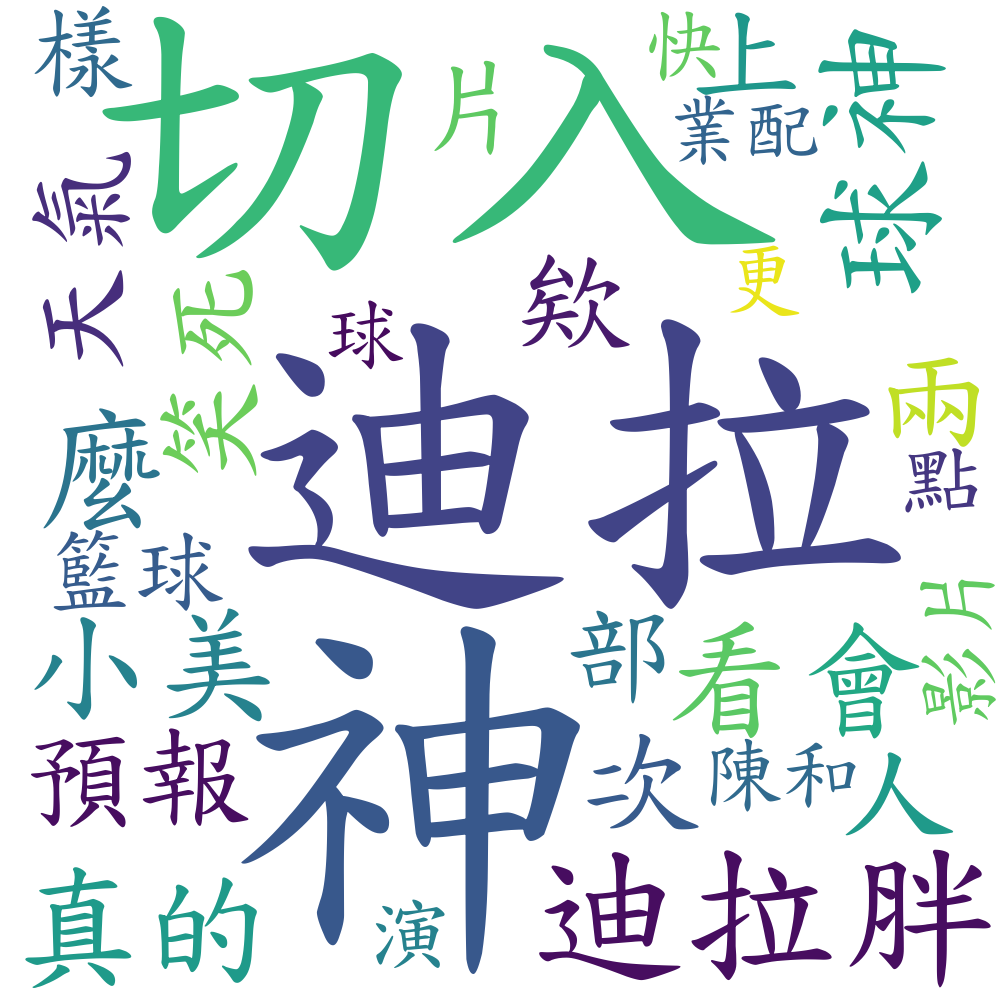 樣
切入
片
快
上
業配
球神
天氣
笑死
球
欸
更
迪拉
兩
點
麼
籃球
小美
神
部
看
會
影片
預報
次
陳和
人
真的
演
迪拉胖